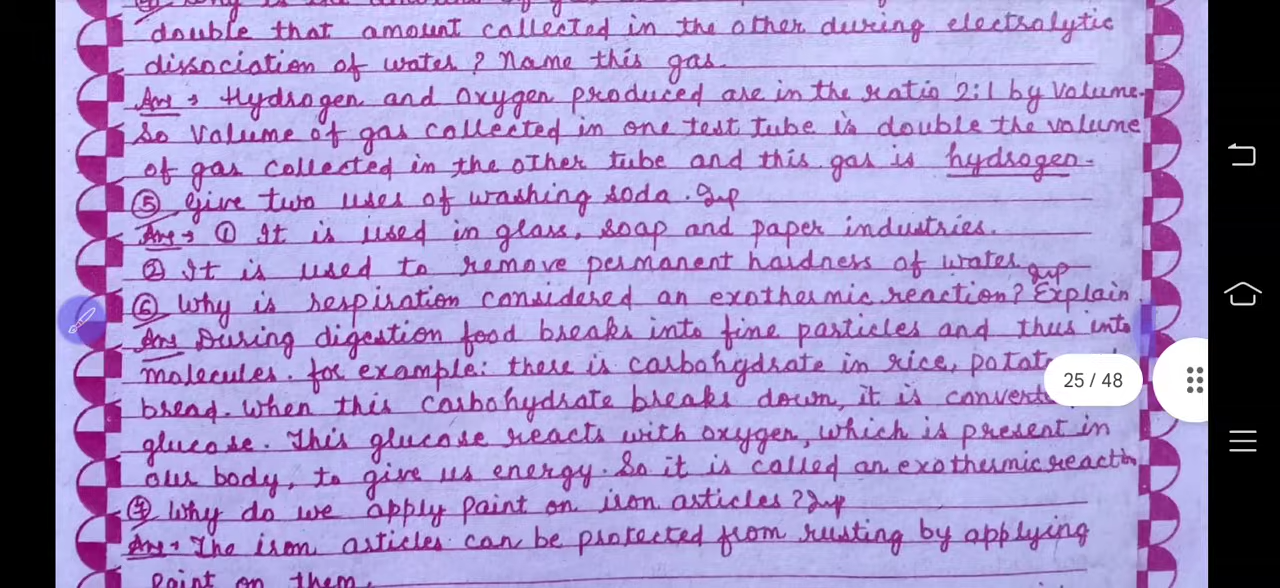 double that amount collected in the other during electrolytic
dissociation of water? Name this gas.
Ans → Hydrogen and Oxygen produced are in the ratio 2:1 by volume.
So Volume of gas collected in one test tube is double the volume
of gas collected in the other tube and this gas is hydrogen.
⑤ Give two uses of washing soda. Imp
Ans → ① It is used in glass, soap and paper industries.
② It is used to remove permanent hardness of water.
⑥ Why is respiration considered an exothermic reaction? Explain. Imp
Ans During digestion food breaks into fine particles and thus into
molecules. for example: there is carbohydrate in rice, potato
bread. When this carbohydrate breaks down, it is converte
glucose. This glucose reacts with oxygen, which is present in
our body, to give us energy. So it is called an exothermic reaction
⑦ Why do we apply paint on iron articles? Imp
Ans → The iron articles can be protected from rusting by applying
paint on them.
25 / 48